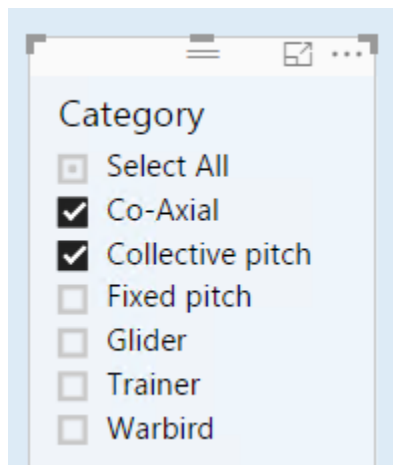 Category
Select All
Co-Axial
Collective pitch
Fixed pitch
Glider
Trainer
Warbird